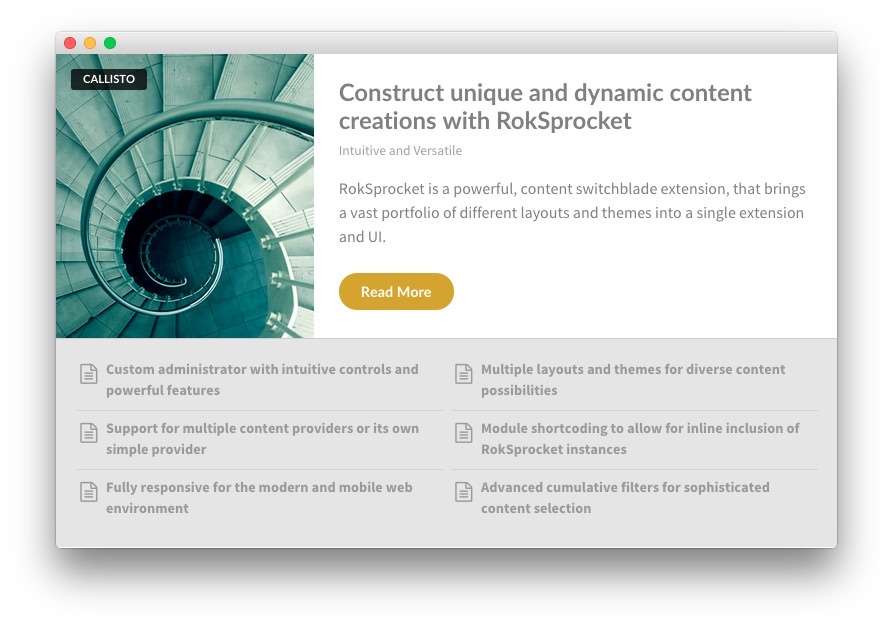 CALLISTO
Construct unique and dynamic content
creations with RokSprocket
Intuitive and Versatile
RokSprocket is a powerful, content switchblade extension, that brings
a vast portfolio of different layouts and themes into a single extension
and UI.
Read More
Custom administrator with intuitive controls and
powerful features
Multiple layouts and themes for diverse content
possibilities
Support for multiple content providers or its own
simple provider
Module shortcoding to allow for inline inclusion of
RokSprocket instances
Fully responsive for the modern and mobile web
environment
Advanced cumulative filters for sophisticated
content selection